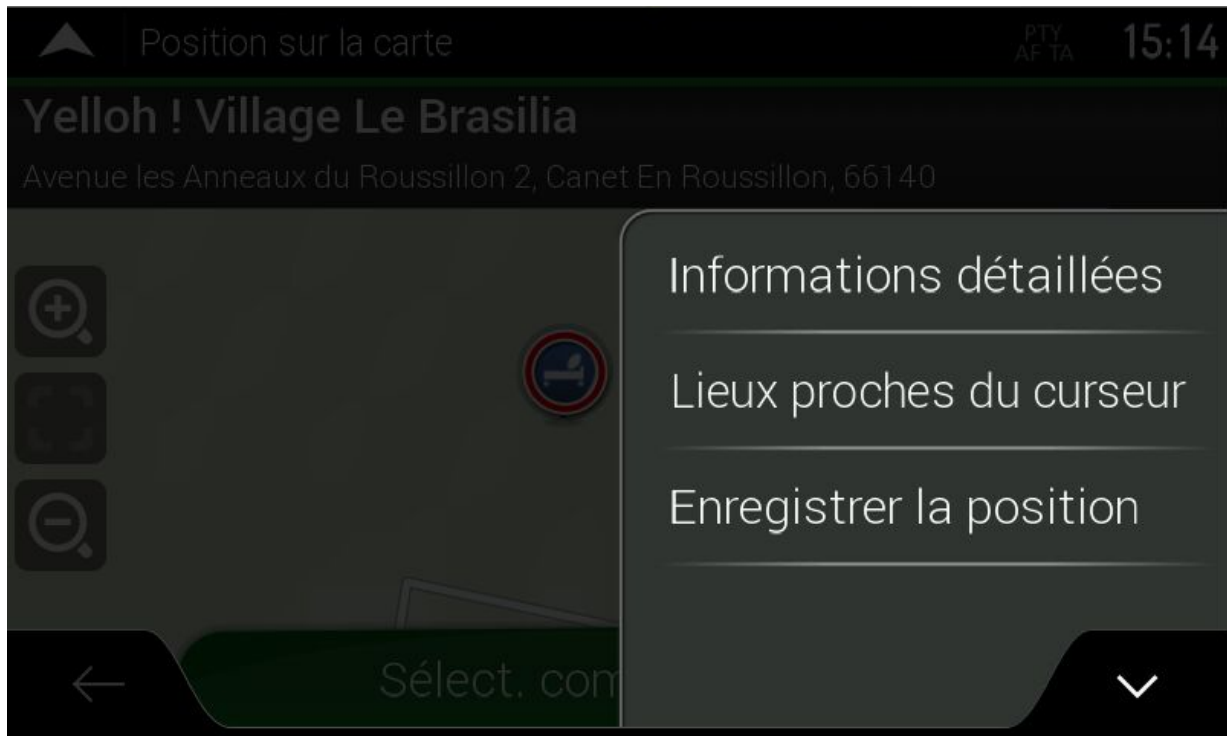 Position sur la carte
PTY
AF TA
15:14
Yelloh ! Village Le Brasilia
Avenue les Anneaux du Roussillon 2, Canet En Roussillon, 66140
Informations détaillées
Lieux proches du curseur
Enregistrer la position
Sélect. com